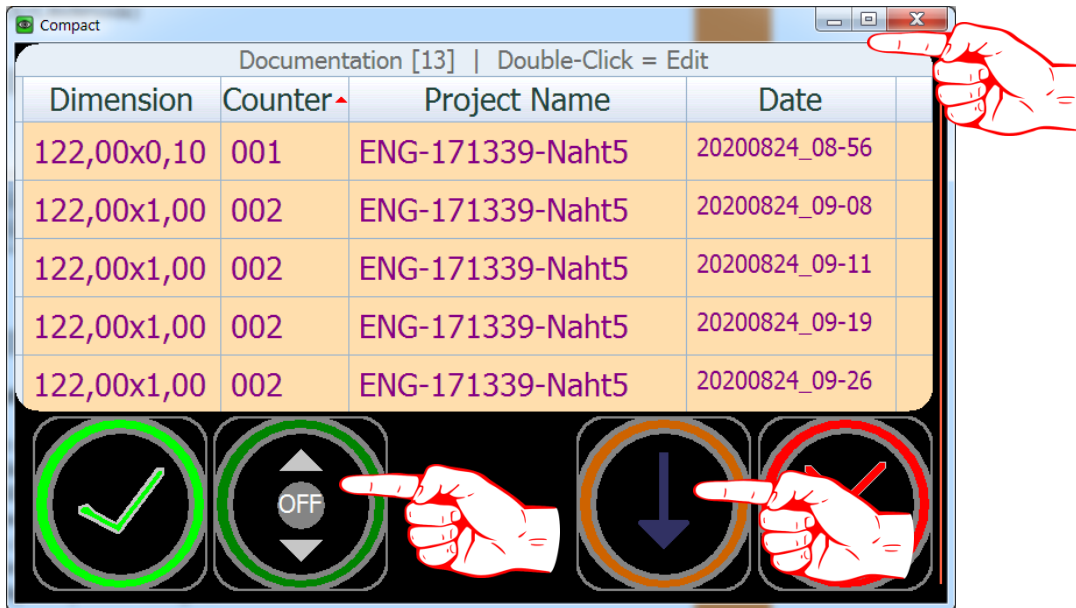 Compact
Documentation [13] | Double-Click = Edit
Dimension Counter Project Name Date
122,00x0,10 001 ENG-171339-Naht5 20200824_08-56
122,00x1,00 002 ENG-171339-Naht5 20200824_09-08
122,00x1,00 002 ENG-171339-Naht5 20200824_09-11
122,00x1,00 002 ENG-171339-Naht5 20200824_09-19
122,00x1,00 002 ENG-171339-Naht5 20200824_09-26
OFF